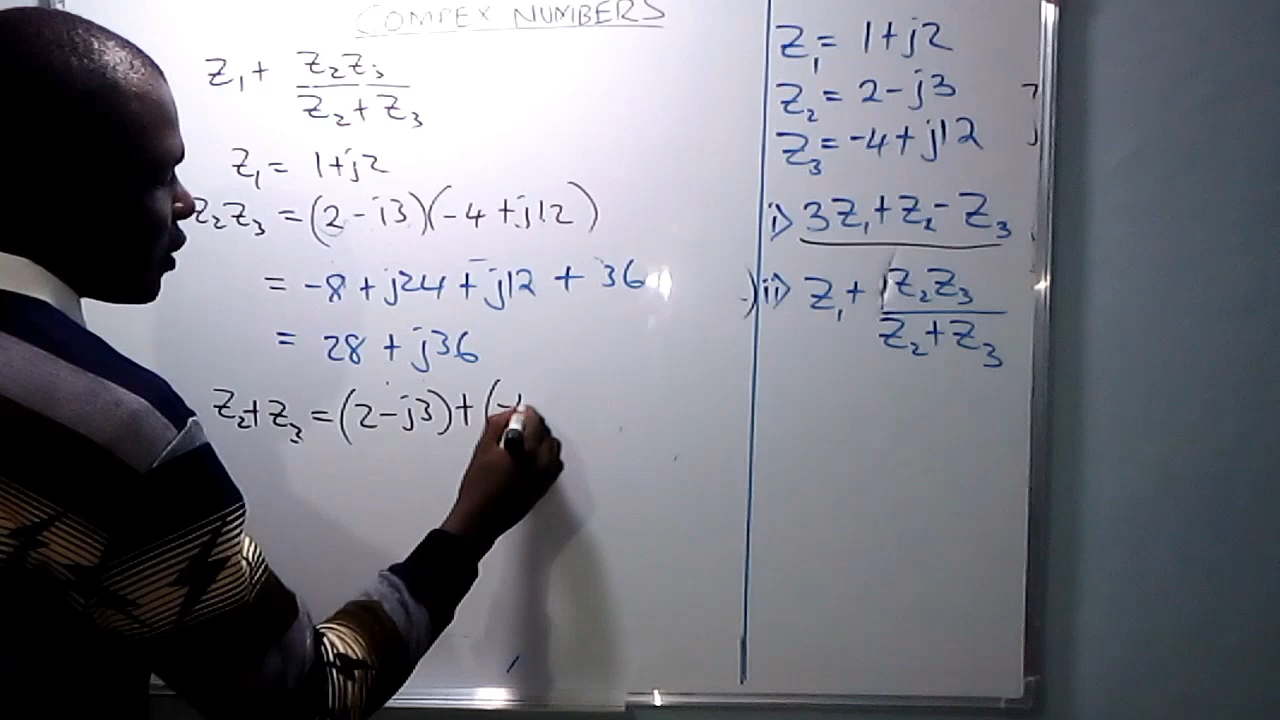 COMPEX NUMBERS
Z₁ + Z₂Z₃ / Z₂ + Z₃
Z₁ = 1+j2
Z₂Z₃ = (2-j3)(-4+j12)
= -8+j24+j12+36
= 28+j36
Z₂+Z₃ = (2-j3)+(-
Z₁ = 1+j2
Z₂ = 2-j3
Z₃ = -4+j12
i) 3Z₁+Z₂-Z₃
ii) Z₁ + Z₂Z₃ / Z₂+Z₃